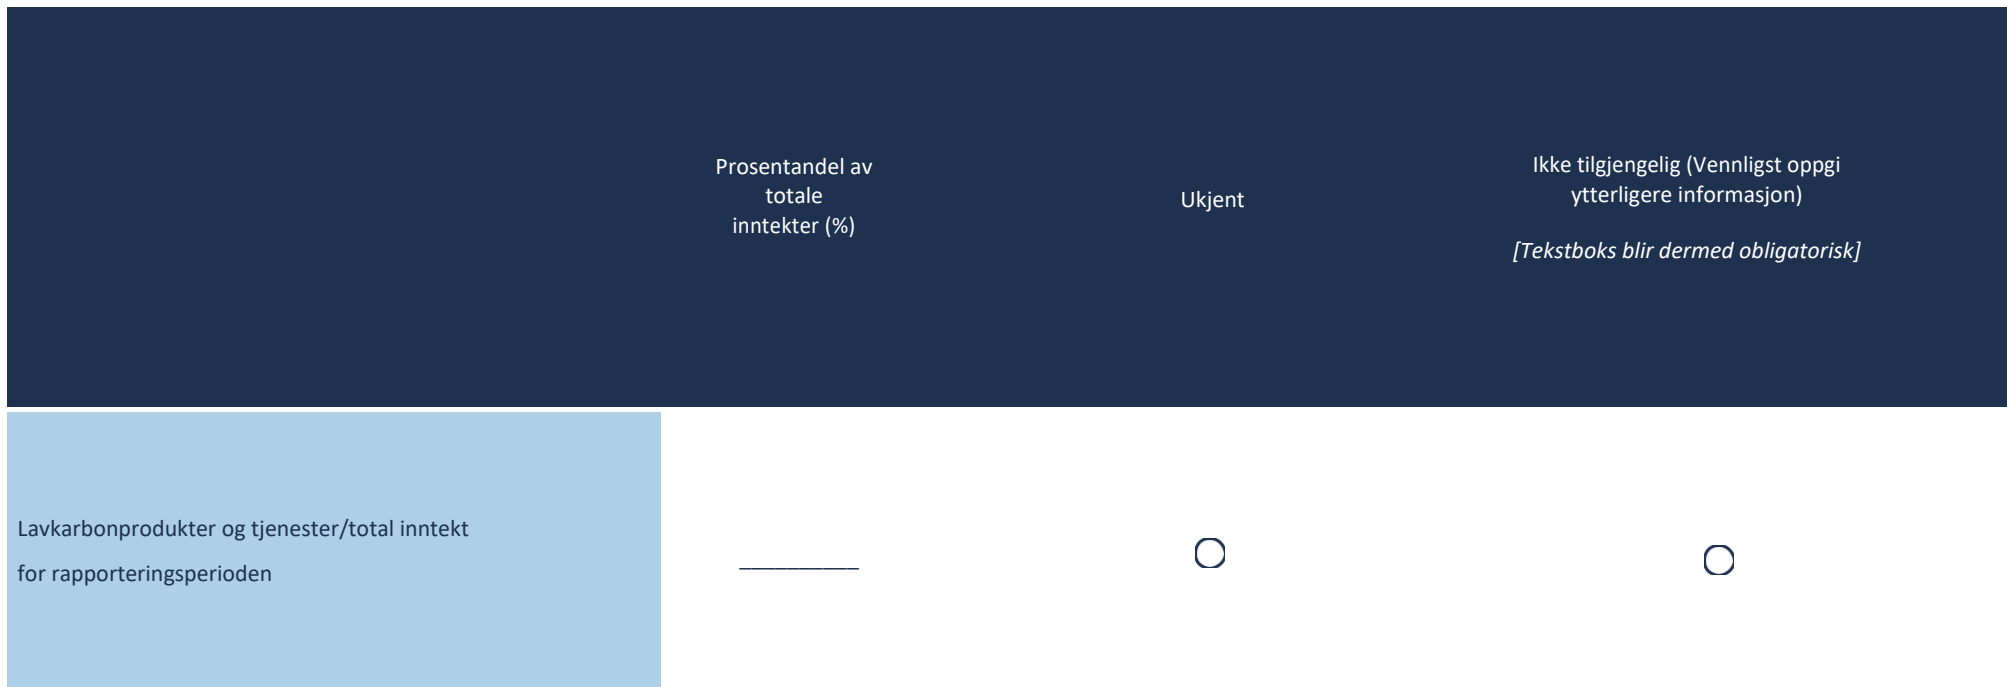 Prosentandel av
totale
inntekter (%)
Ukjent
Ikke tilgjengelig (Vennligst oppgi
ytterligere informasjon)
[Tekstboks blir dermed obligatorisk]
Lavkarbonprodukter og tjenester/total inntekt
for rapporteringsperioden
___________